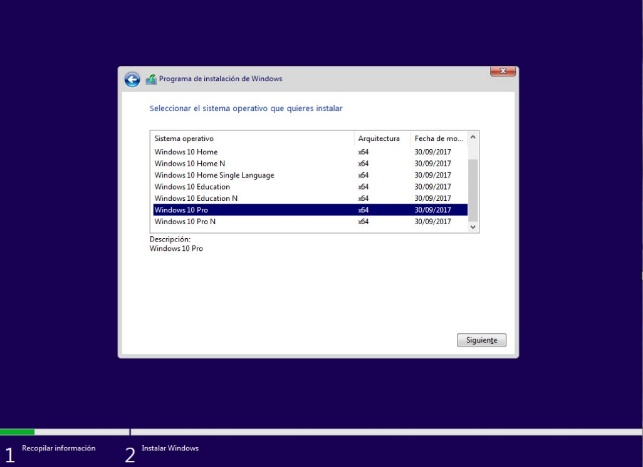 Programa de instalación de Windows
Seleccionar el sistema operativo que quieres instalar
Sistema operativo Arquitectura Fecha de mo...
Windows 10 Home x64 30/09/2017
Windows 10 Home N x64 30/09/2017
Windows 10 Home Single Language x64 30/09/2017
Windows 10 Education x64 30/09/2017
Windows 10 Education N x64 30/09/2017
Windows 10 Pro x64 30/09/2017
Windows 10 Pro N x64 30/09/2017
Descripción:
Windows 10 Pro
Siguiente
1 Recopilar información 2 Instalar Windows